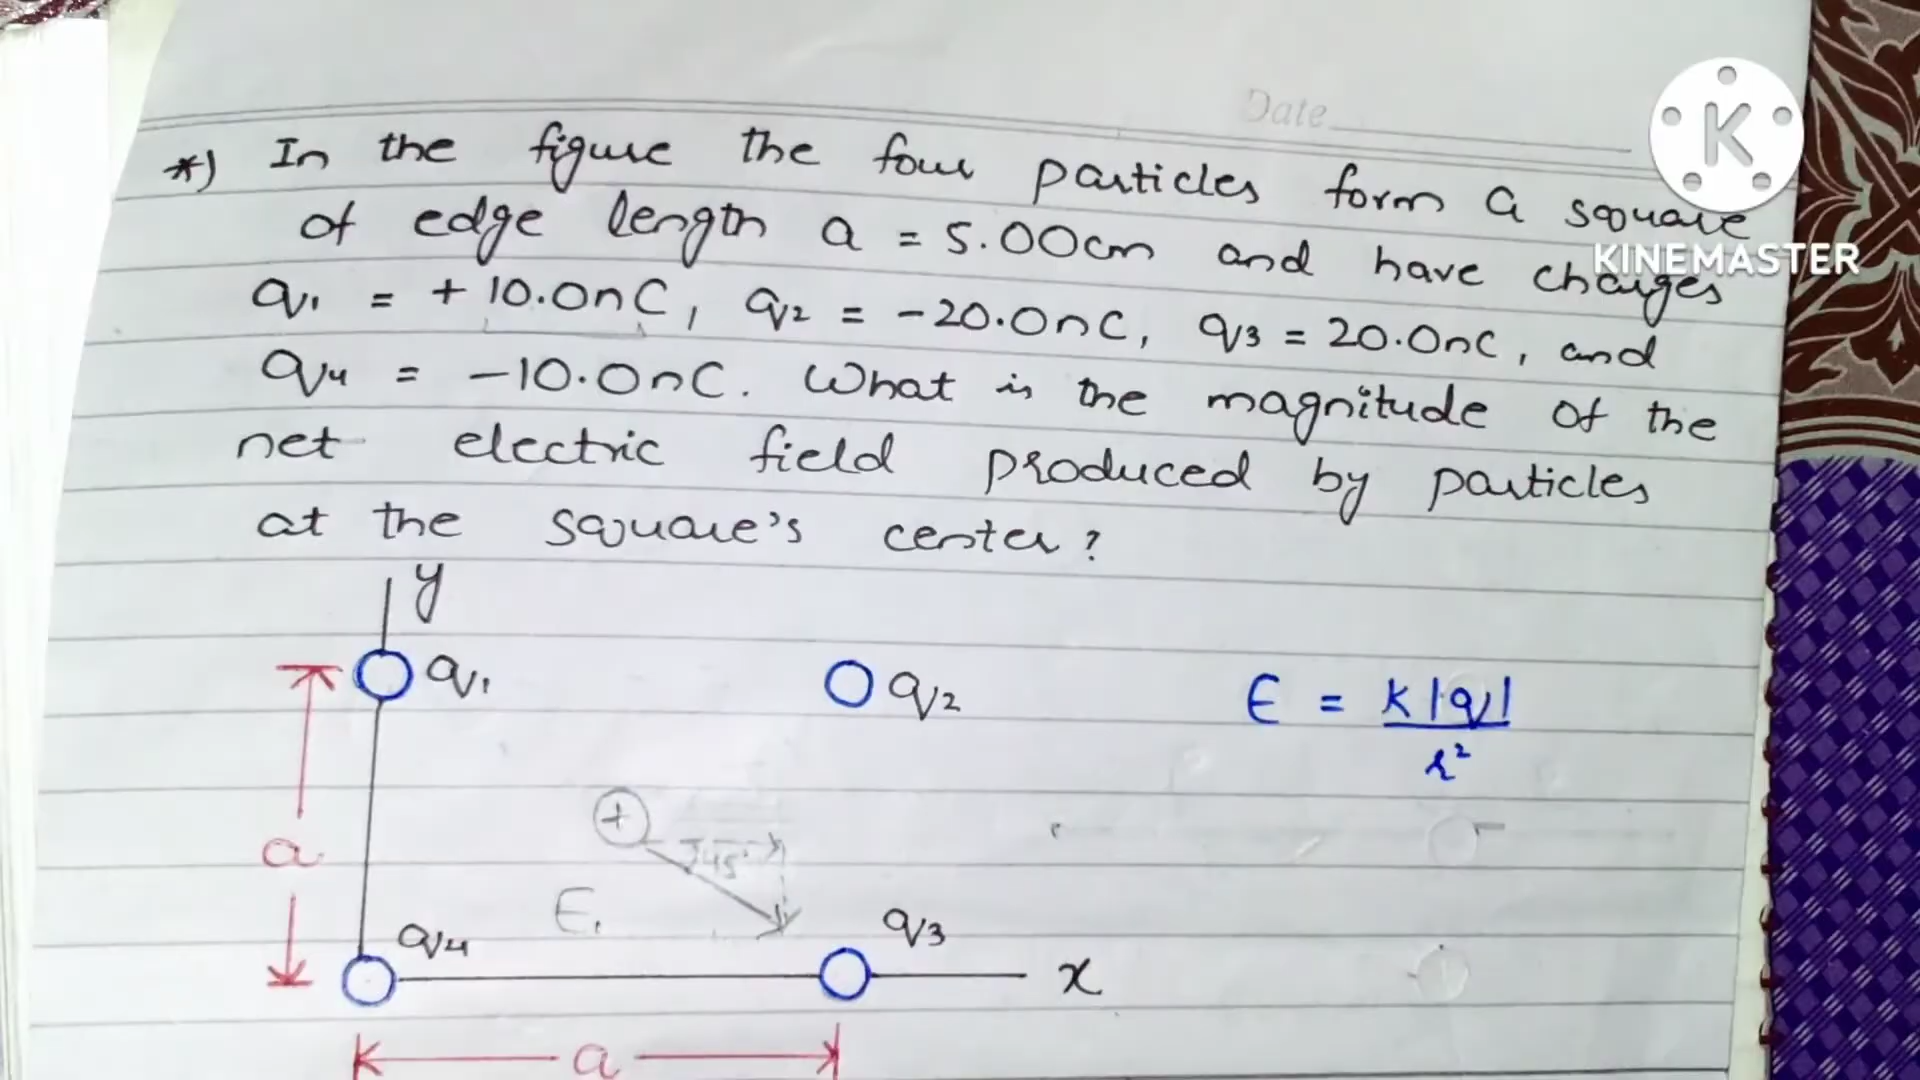 Date
K
KINEMASTER
*) In the figure the four particles form a square
of edge length a = 5.00cm and have charges
q1 = +10.0nC, q2 = -20.0nC, q3 = 20.0nC, and
q4 = -10.0nC. What is the magnitude of the
net electric field produced by particles
at the square's center?
y
q1
q2
E = k|q|
r²
+
45°
a
E1
q4
q3
x
a